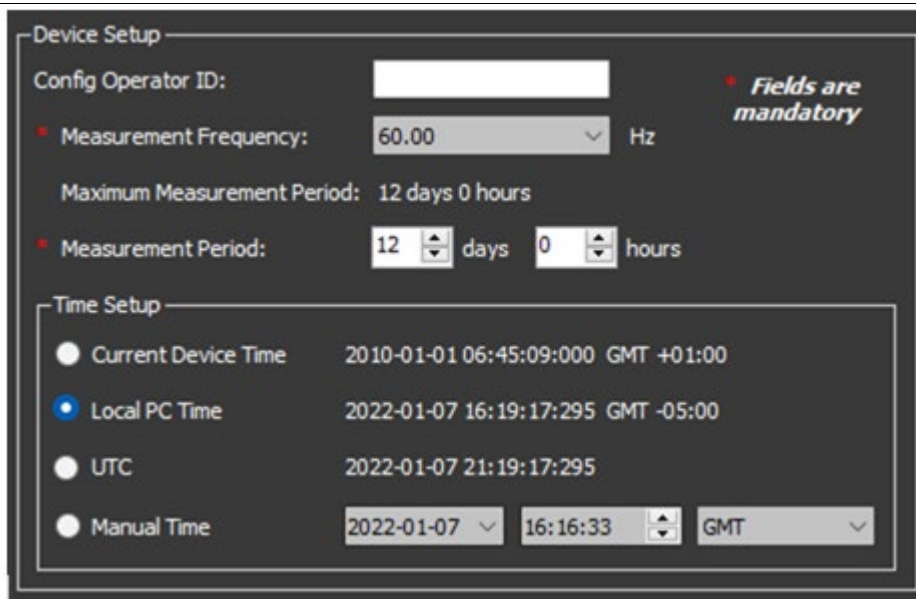 Device Setup
Config Operator ID:
* Fields are
mandatory
* Measurement Frequency: 60.00 Hz
Maximum Measurement Period: 12 days 0 hours
* Measurement Period: 12 days 0 hours
Time Setup
Current Device Time 2010-01-01 06:45:09:000 GMT +01:00
Local PC Time 2022-01-07 16:19:17:295 GMT -05:00
UTC 2022-01-07 21:19:17:295
Manual Time 2022-01-07 16:16:33 GMT